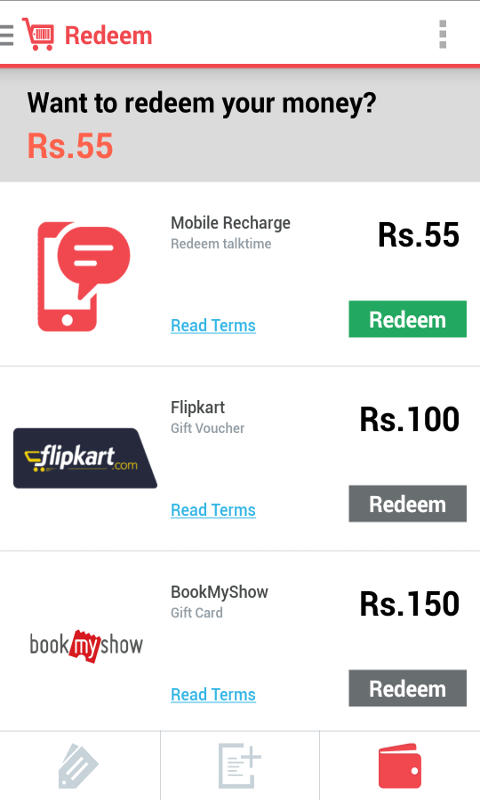 Redeem
Want to redeem your money?
Rs.55
Mobile Recharge
Rs.55
Redeem talktime
Read Terms
Redeem
Flipkart
Rs.100
Gift Voucher
flipkart.com
Read Terms
Redeem
BookMyShow
Rs.150
Gift Card
bookmyshow
Read Terms
Redeem